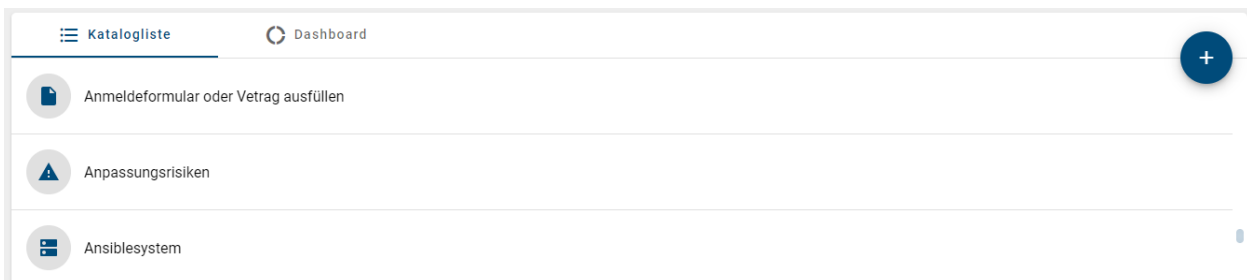 Katalogliste
Dashboard
Anmeldeformular oder Vetrag ausfüllen
Anpassungsrisiken
Ansiblesystem